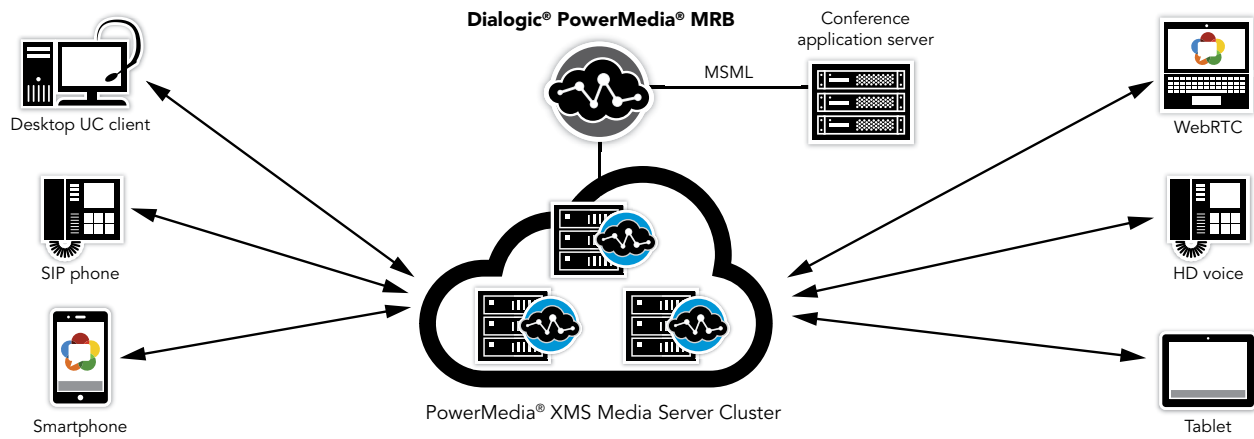 Dialogic® PowerMedia® MRB
Conference
application server
MSML
Desktop UC client
WebRTC
SIP phone
HD voice
Smartphone
PowerMedia® XMS Media Server Cluster
Tablet